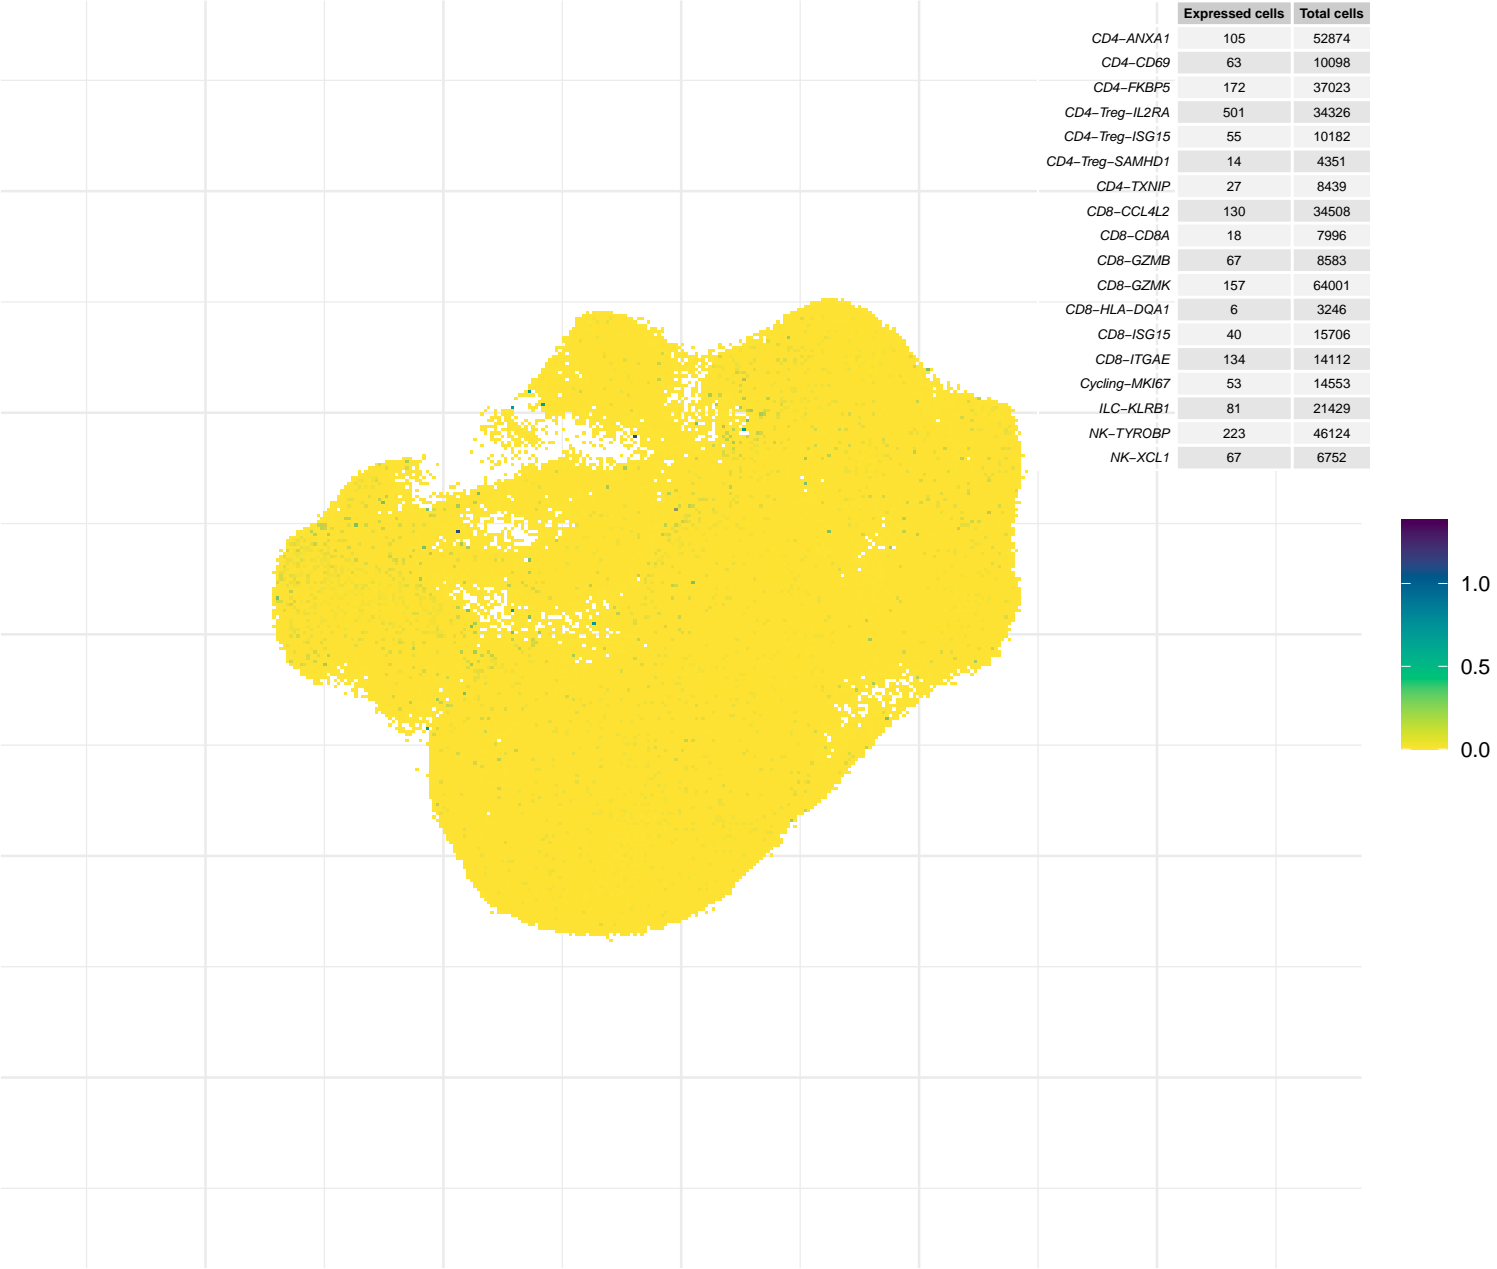 Expressed cells Total cells
CD4−ANXA1 105 52874
CD4−CD69 63 10098
CD4−FKBP5 172 37023
CD4−Treg−IL2RA 501 34326
CD4−Treg−ISG15 55 10182
CD4−Treg−SAMHD1 14 4351
CD4−TXNIP 27 8439
CD8−CCL4L2 130 34508
CD8−CD8A 18 7996
CD8−GZMB 67 8583
CD8−GZMK 157 64001
CD8−HLA−DQA1 6 3246
CD8−ISG15 40 15706
CD8−ITGAE 134 14112
Cycling−MKI67 53 14553
ILC−KLRB1 81 21429
NK−TYROBP 223 46124
NK−XCL1 67 6752
1.0
0.5
0.0